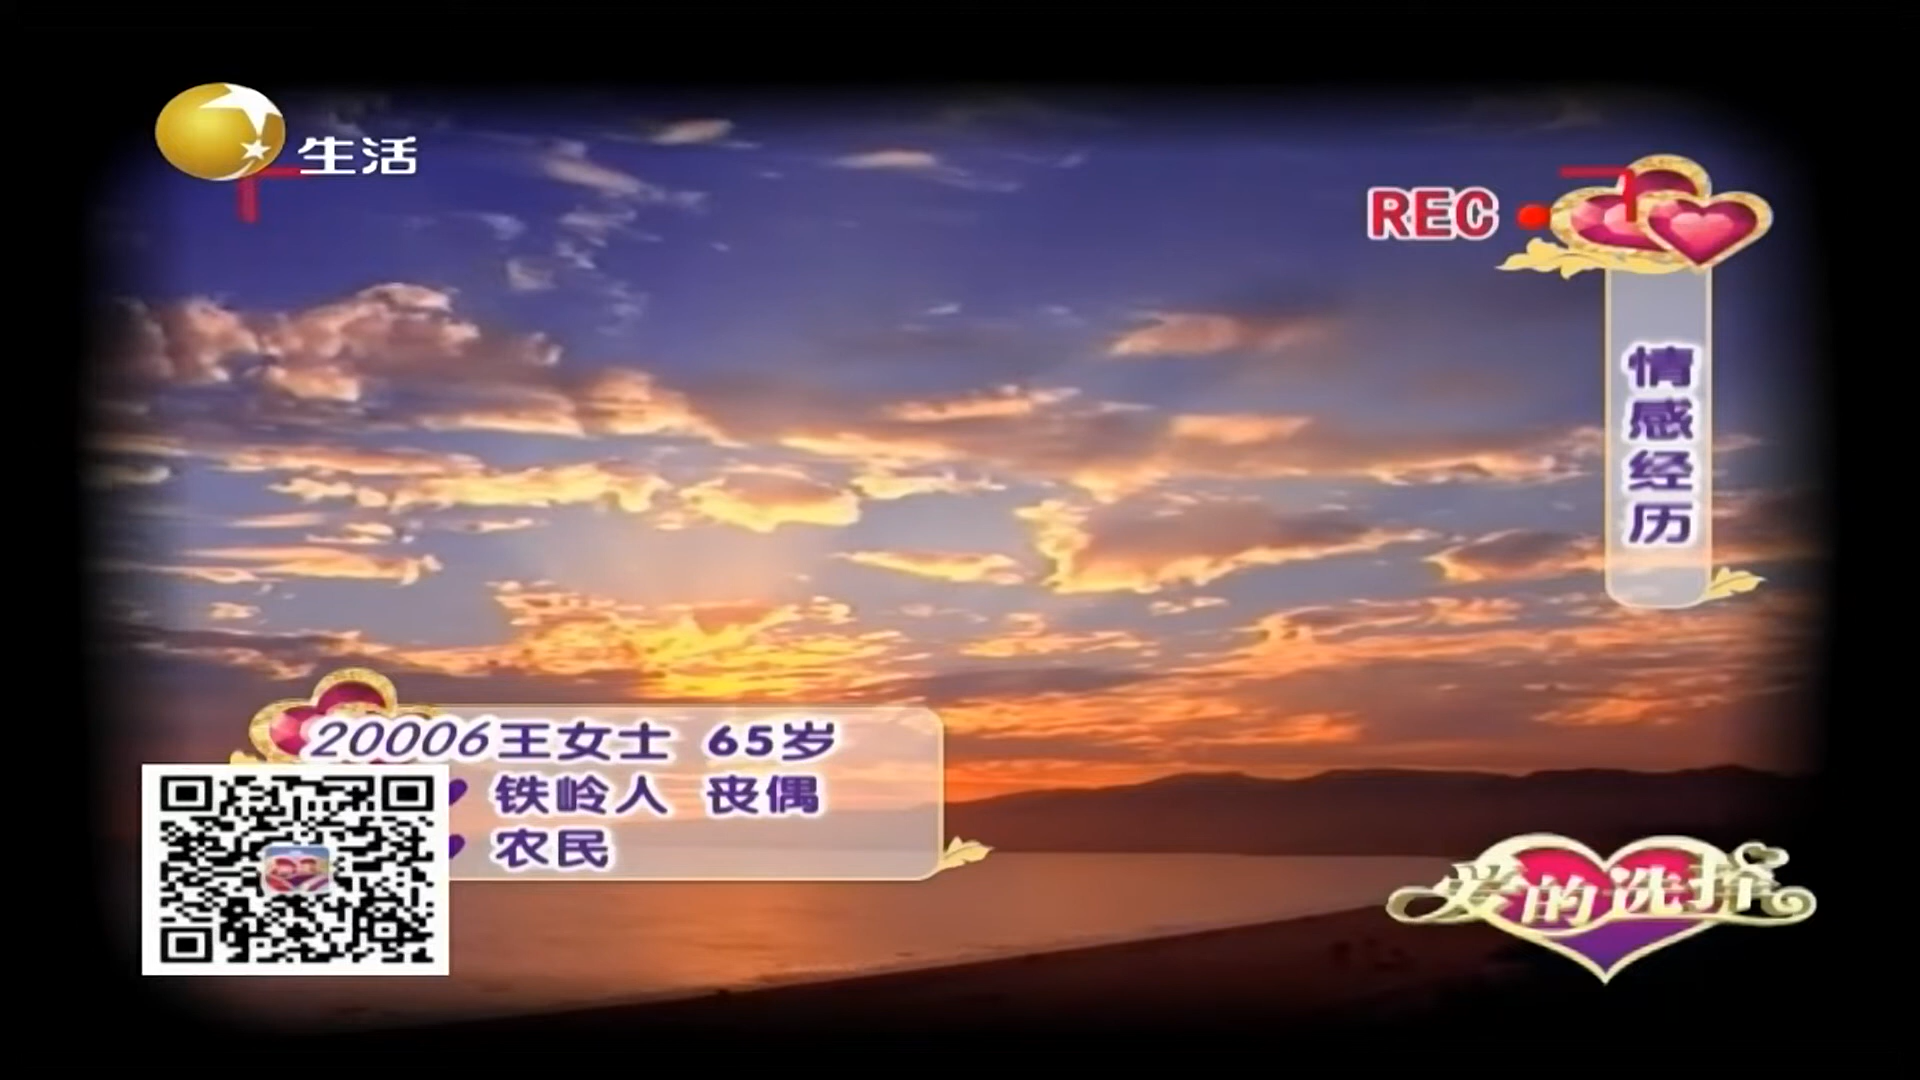 生活
REC
情感经历
20006王女士 65岁
铁岭人 丧偶
农民
爱的选择